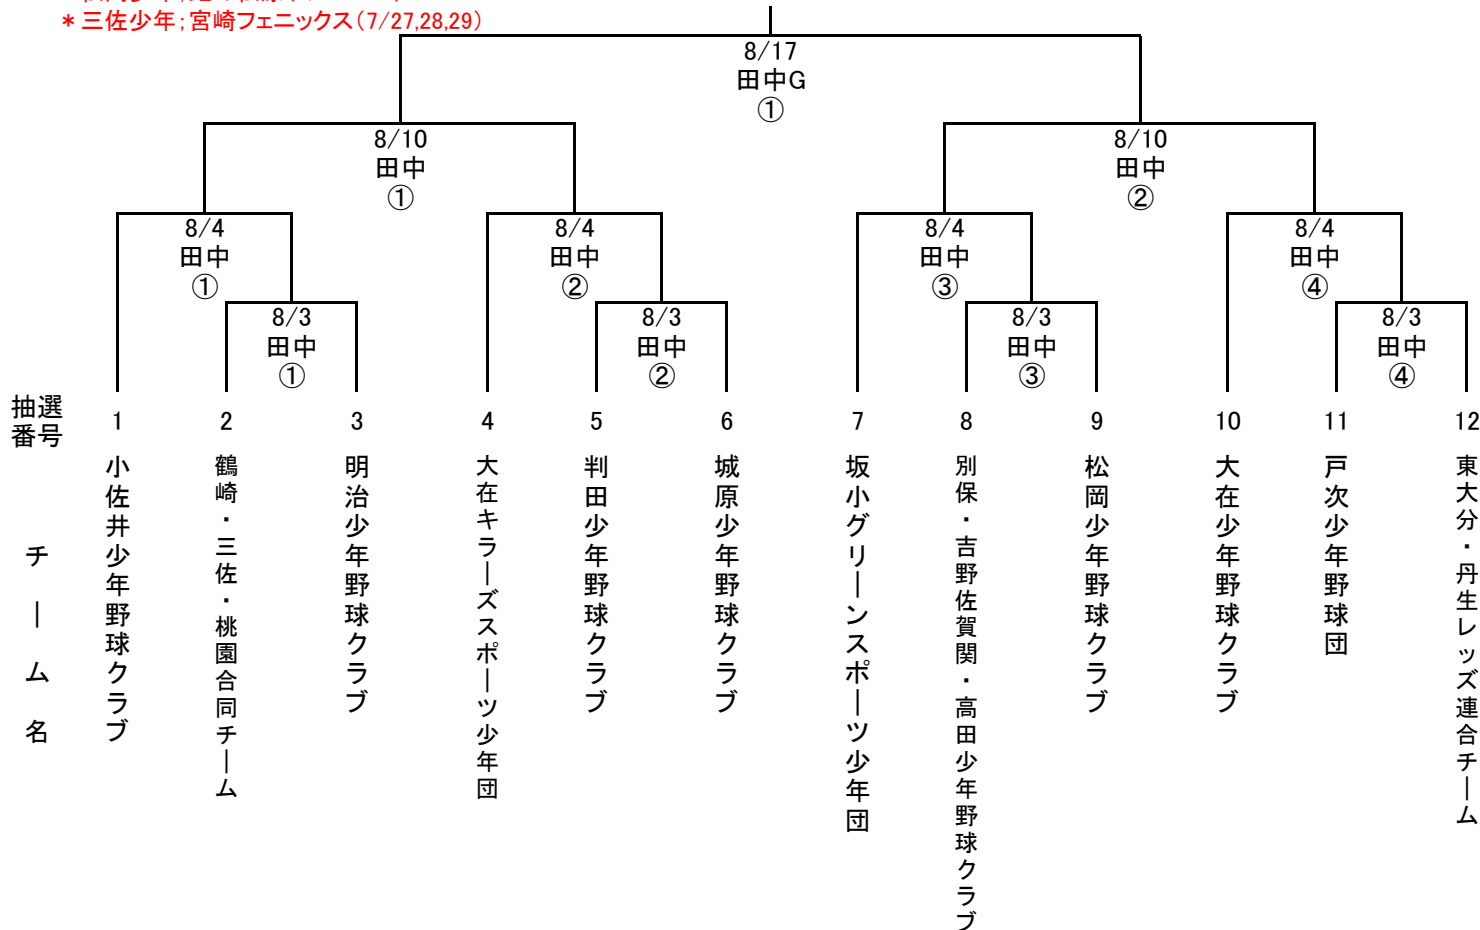 ＊三佐少年；宮崎フェニックス（7/27,28,29）
8/17
田中G
①
8/10
田中
①
8/10
田中
②
8/4
田中
①
8/4
田中
②
8/4
田中
③
8/4
田中
④
8/3
田中
①
8/3
田中
②
8/3
田中
③
8/3
田中
④
抽選
番号
1
2
3
4
5
6
7
8
9
10
11
12
チーム名
小佐井少年野球クラブ
鶴崎・三佐・桃園合同チーム
明治少年野球クラブ
大在キラーズスポーツ少年団
判田少年野球クラブ
城原少年野球クラブ
坂小グリーンスポーツ少年団
別保・吉野佐賀関・高田少年野球クラブ
松岡少年野球クラブ
大在少年野球クラブ
戸次少年野球団
東大分・丹生レッズ連合チーム